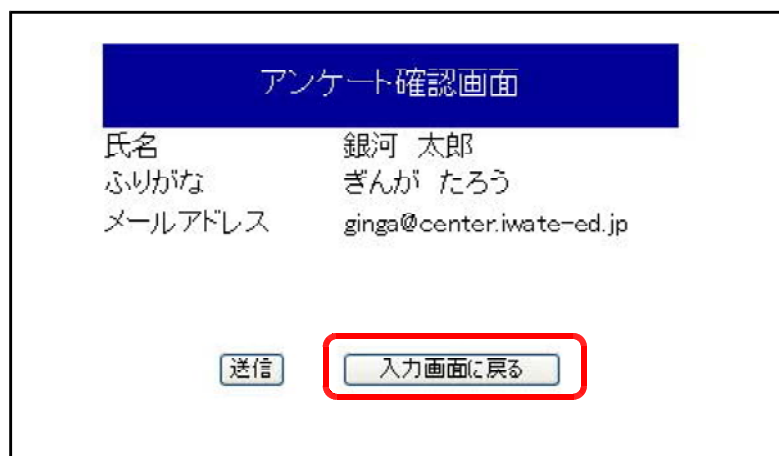 アンケート確認画面
氏名 銀河 太郎
ふりがな ぎんが たろう
メールアドレス ginga@center.iwate-ed.jp
送信 入力画面に戻る